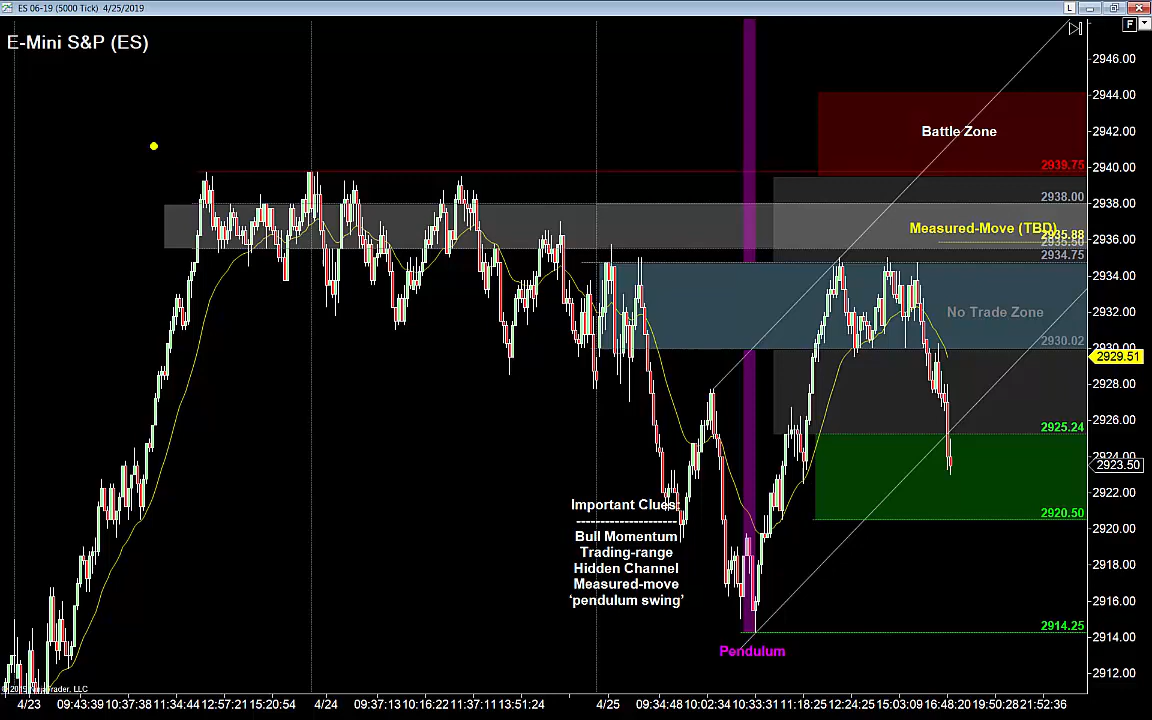 ES 06-19 (5000 Tick) 4/25/2019
L
E-Mini S&P (ES)
F
2946.00
2944.00
Battle Zone
2942.00
2939.75
2940.00
2938.00
2938.00
Measured-Move (TBD)
2935.88
2936.00
2934.75
2934.00
No Trade Zone
2932.00
2930.02
2930.00
2929.51
2928.00
2925.24
2926.00
2924.00
2923.50
2922.00
Important Clues:
----------------------
2920.50
2920.00
Bull Momentum
Trading-range
Hidden Channel
2918.00
Measured-move
'pendulum swing'
2916.00
2914.25
2914.00
Pendulum
2912.00
4/23 09:43:39 10:37:38 11:34:44 12:57:21 15:20:54 4/24 09:37:13 10:16:22 11:37:11 13:51:24 4/25 09:34:48 10:02:34 10:33:31 11:18:25 12:24:25 15:03:09 16:48:20 19:50:28 21:52:36